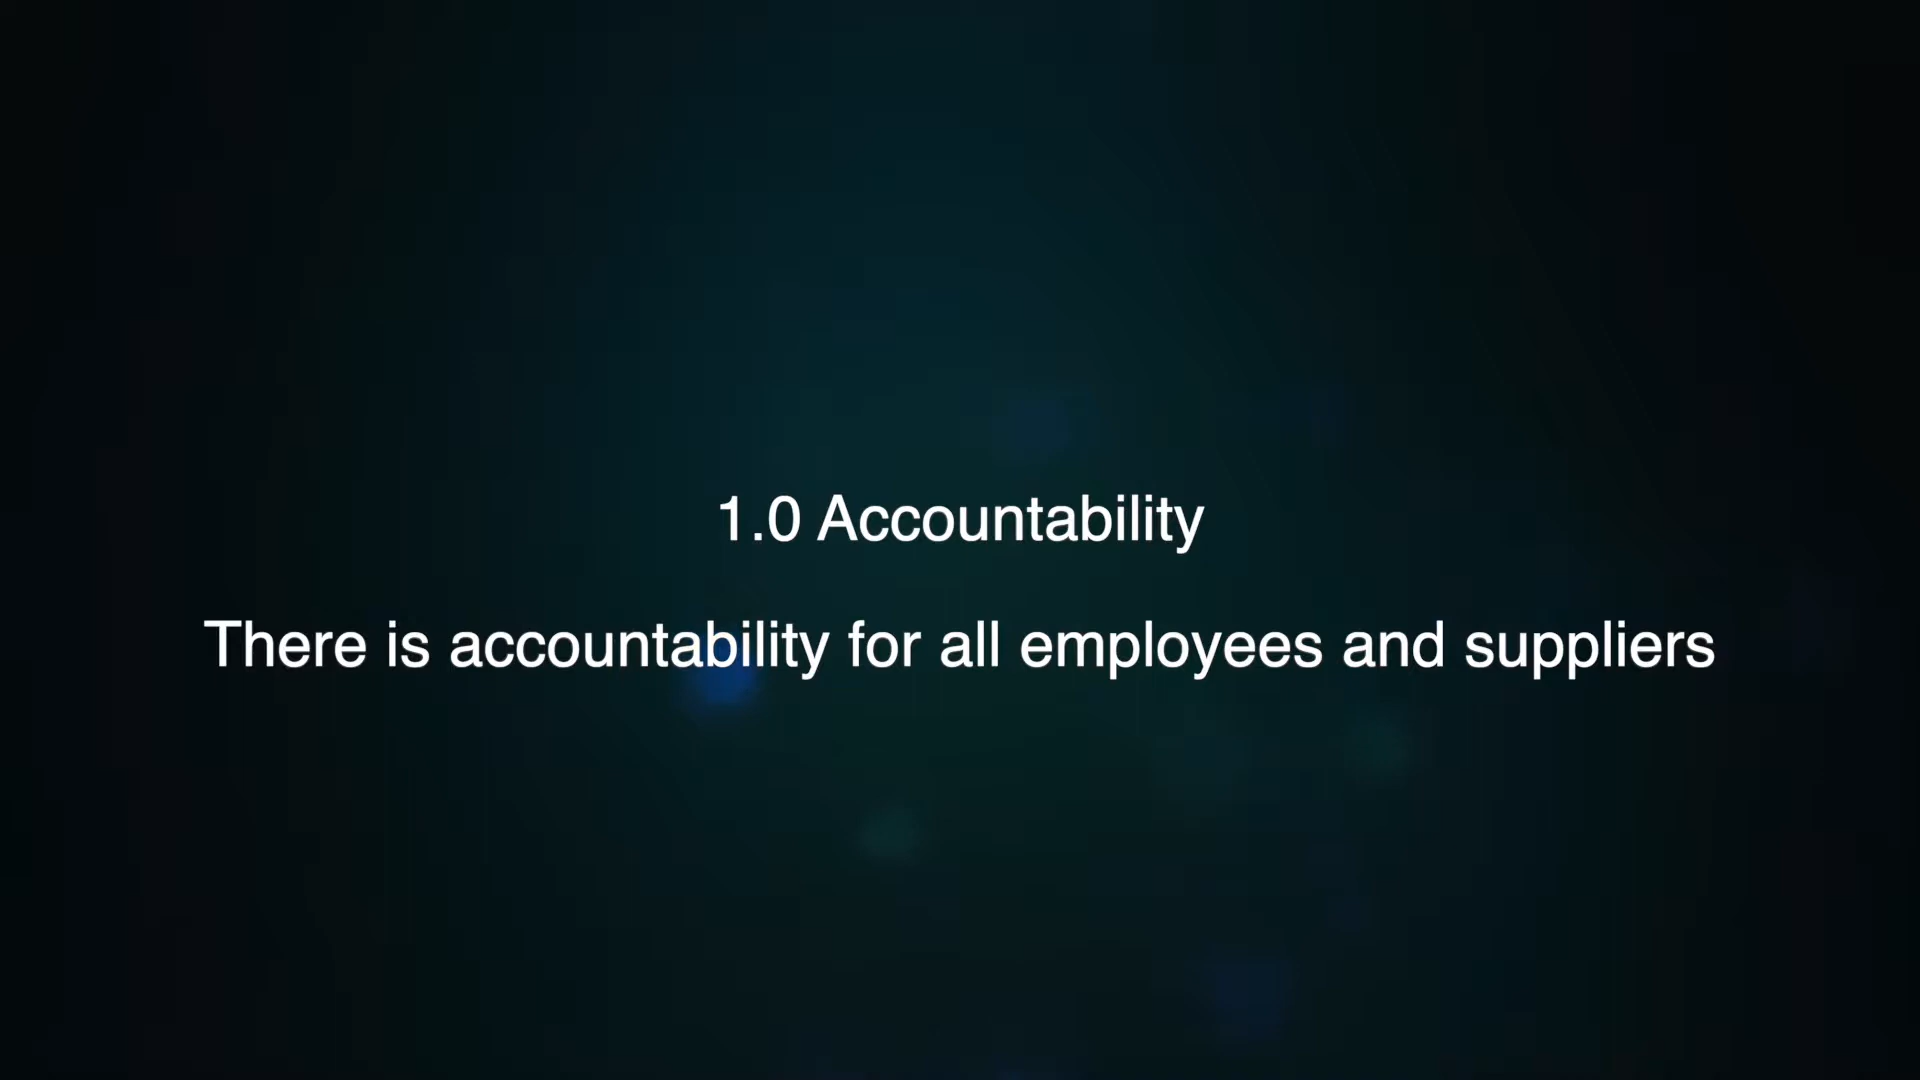 1.0 Accountability
There is accountability for all employees and suppliers